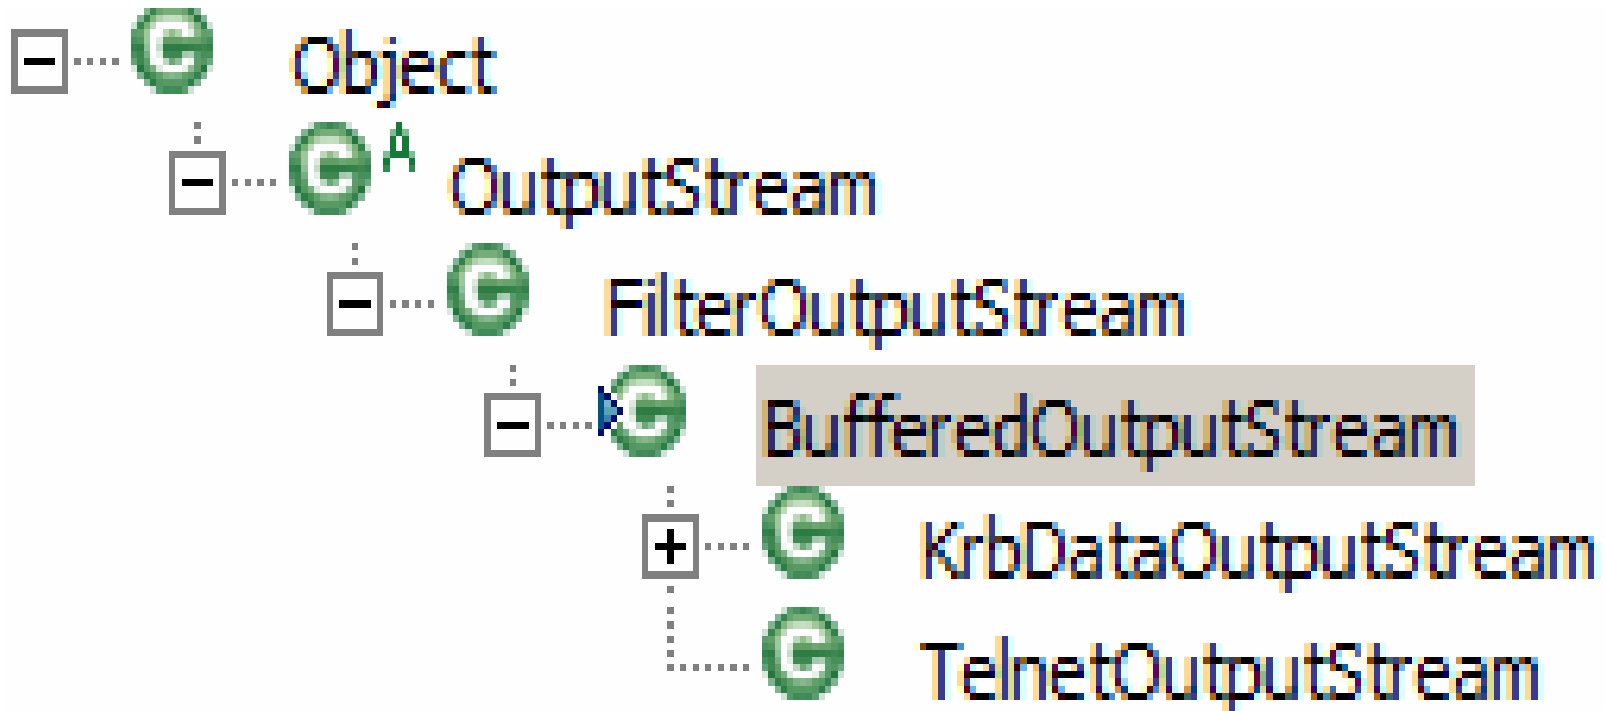 Object
A OutputStream
FilterOutputStream
BufferedOutputStream
KrbDataOutputStream
TelnetOutputStream